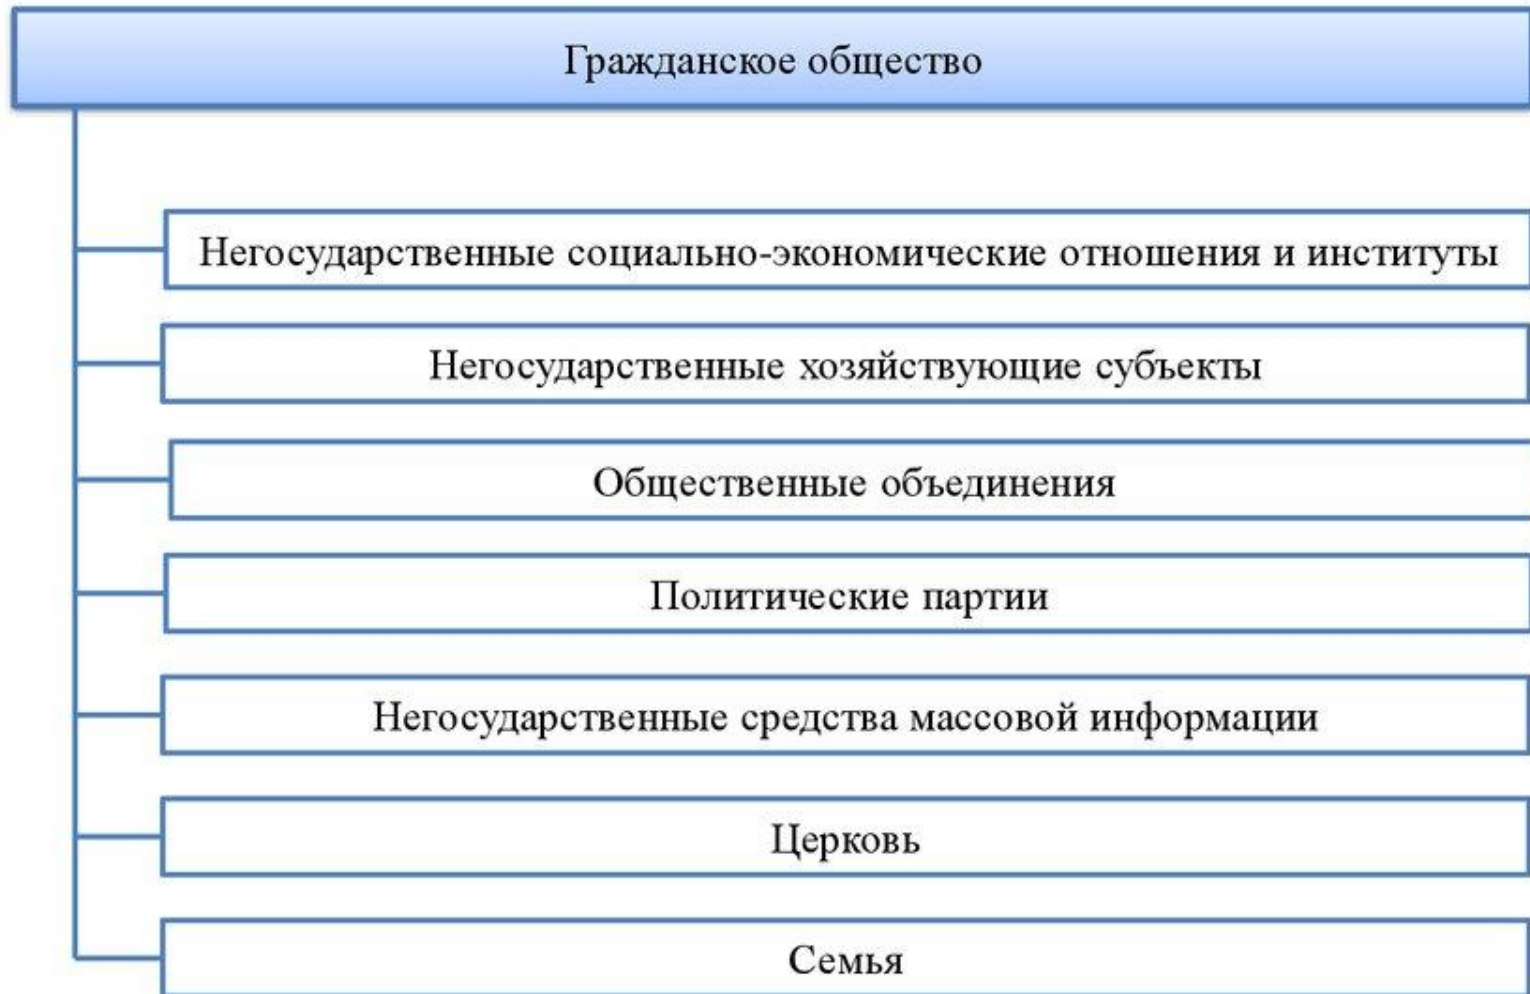 Гражданское общество
Негосударственные социально-экономические отношения и институты
Негосударственные хозяйствующие субъекты
Общественные объединения
Политические партии
Негосударственные средства массовой информации
Церковь
Семья